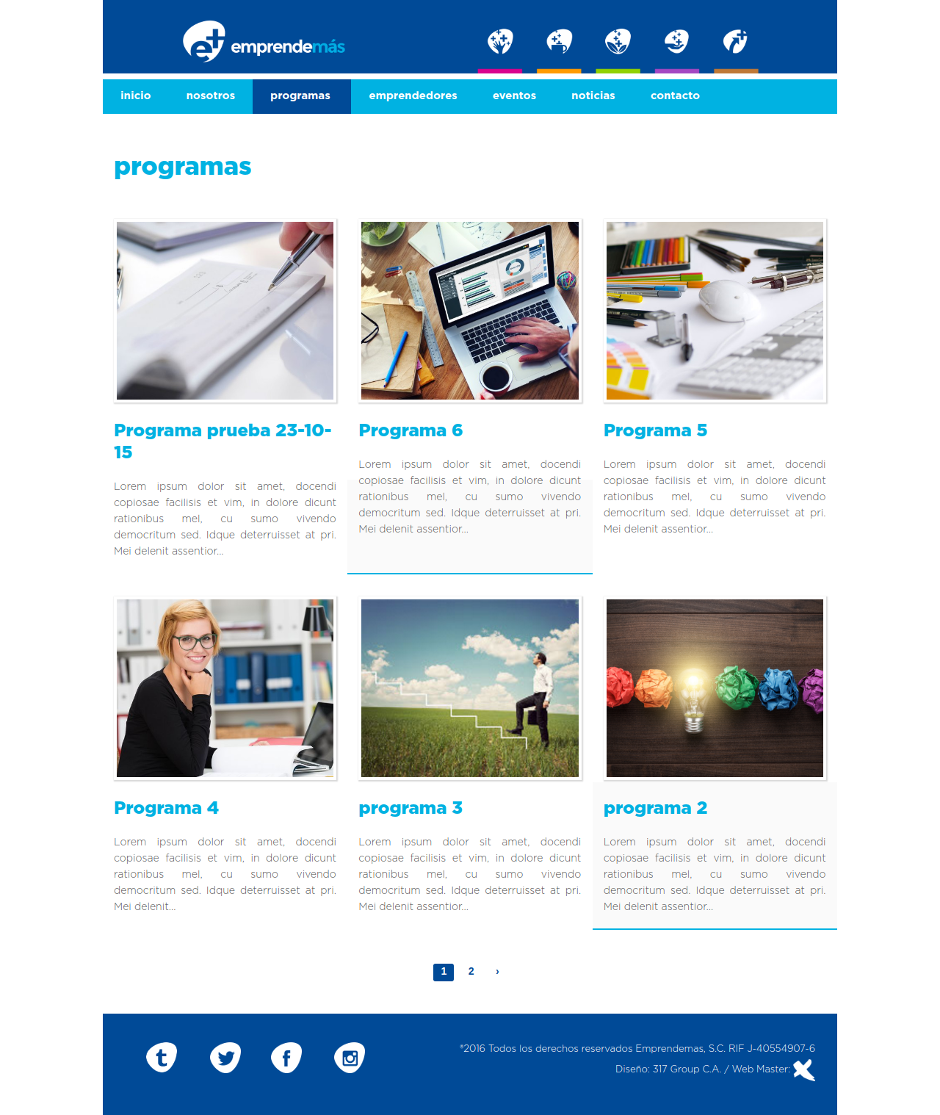 e+ emprendemás
inicio nosotros programas emprendedores eventos noticias contacto
programas
Programa prueba 23-10-
15
Lorem ipsum dolor sit amet, docendi
copiosae facilisis et vim, in dolore dicunt
rationibus mel, cu sumo vivendo
democritum sed. Idque deterruisset at pri.
Mei delenit assentior...
Programa 6
Lorem ipsum dolor sit amet, docendi
copiosae facilisis et vim, in dolore dicunt
rationibus mel, cu sumo vivendo
democritum sed. Idque deterruisset at pri.
Mei delenit assentior...
Programa 5
Lorem ipsum dolor sit amet, docendi
copiosae facilisis et vim, in dolore dicunt
rationibus mel, cu sumo vivendo
democritum sed. Idque deterruisset at pri.
Mei delenit assentior...
Programa 4
Lorem ipsum dolor sit amet, docendi
copiosae facilisis et vim, in dolore dicunt
rationibus mel, cu sumo vivendo
democritum sed. Idque deterruisset at pri.
Mei delenit...
programa 3
Lorem ipsum dolor sit amet, docendi
copiosae facilisis et vim, in dolore dicunt
rationibus mel, cu sumo vivendo
democritum sed. Idque deterruisset at pri.
Mei delenit assentior...
programa 2
Lorem ipsum dolor sit amet, docendi
copiosae facilisis et vim, in dolore dicunt
rationibus mel, cu sumo vivendo
democritum sed. Idque deterruisset at pri.
Mei delenit assentior...
1 2 ›
®2016 Todos los derechos reservados Emprendemas, S.C. RIF J-40554907-6
Diseño: 317 Group C.A. / Web Master: